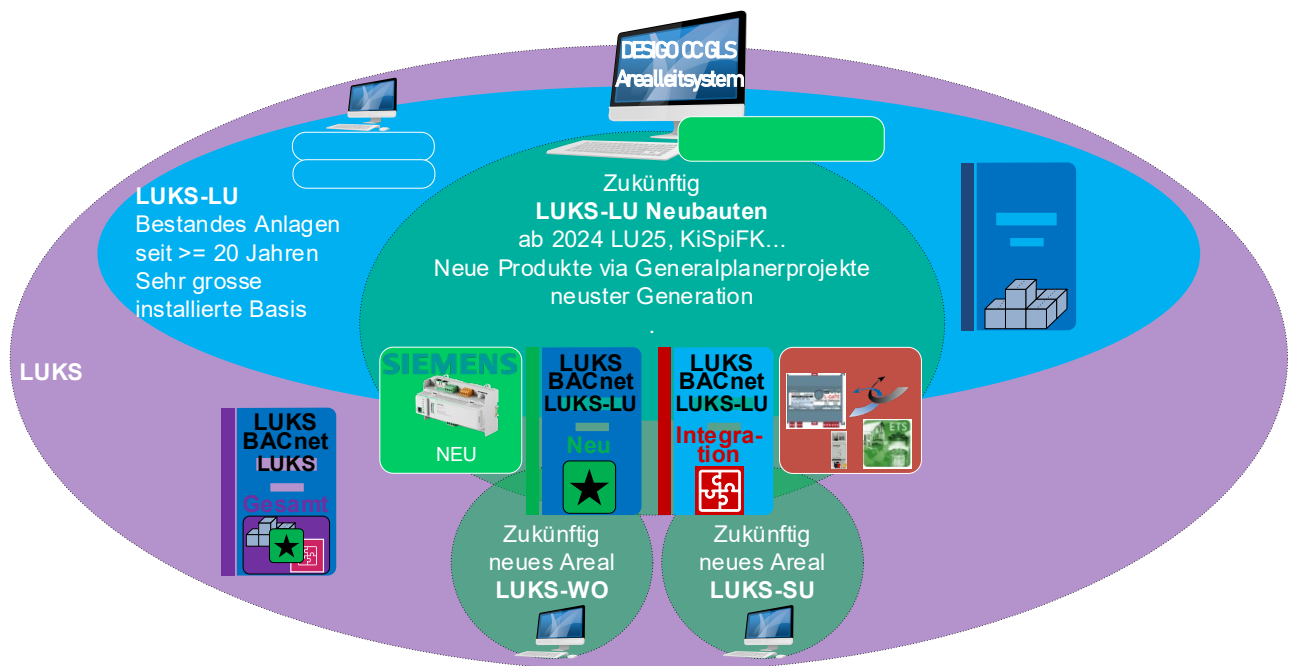 DESIGO CC GLS
Arealleitsystem
LUKS-LU
Bestandes Anlagen
seit >= 20 Jahren
Sehr grosse
installierte Basis
Zukünftig
LUKS-LU Neubauten
ab 2024 LU25, KiSpiFK...
Neue Produkte via Generalplanerprojekte
neuster Generation
.
LUKS
SIEMENS
NEU
LUKS
BACnet
LUKS-LU
Neu
LUKS
BACnet
LUKS-LU
Integra-
tion
ETS
LUKS
BACnet
LUKS
Gesamt
Zukünftig
neues Areal
LUKS-WO
Zukünftig
neues Areal
LUKS-SU